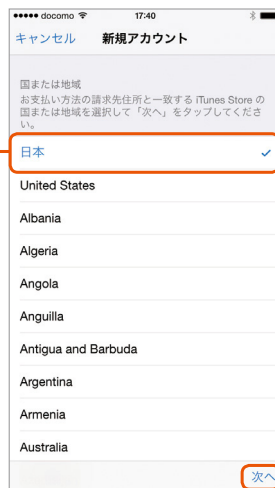 docomo 17:40
キャンセル 新規アカウント
国または地域
お支払い方法の請求先住所と一致する iTunes Store の
国または地域を選択して「次へ」をタップしてくださ
い。
日本
United States
Albania
Algeria
Angola
Anguilla
Antigua and Barbuda
Argentina
Armenia
Australia
次へ